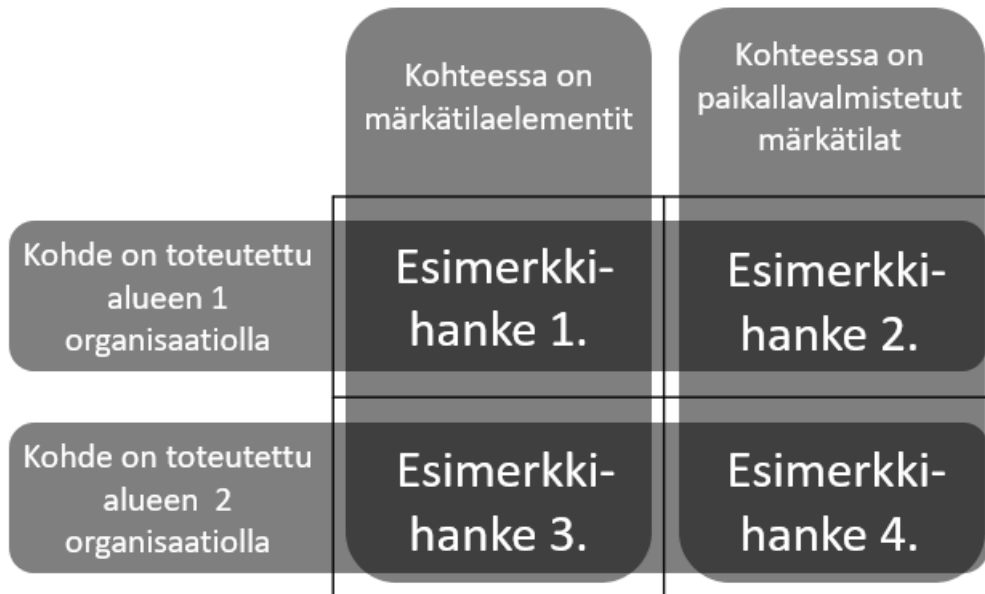 Kohteessa on
märkätilaelementit
Kohteessa on
paikallavalmistetut
märkätilat
Kohde on toteutettu
alueen 1
organisaatiolla
Esimerkki-
hanke 1.
Esimerkki-
hanke 2.
Kohde on toteutettu
alueen 2
organisaatiolla
Esimerkki-
hanke 3.
Esimerkki-
hanke 4.